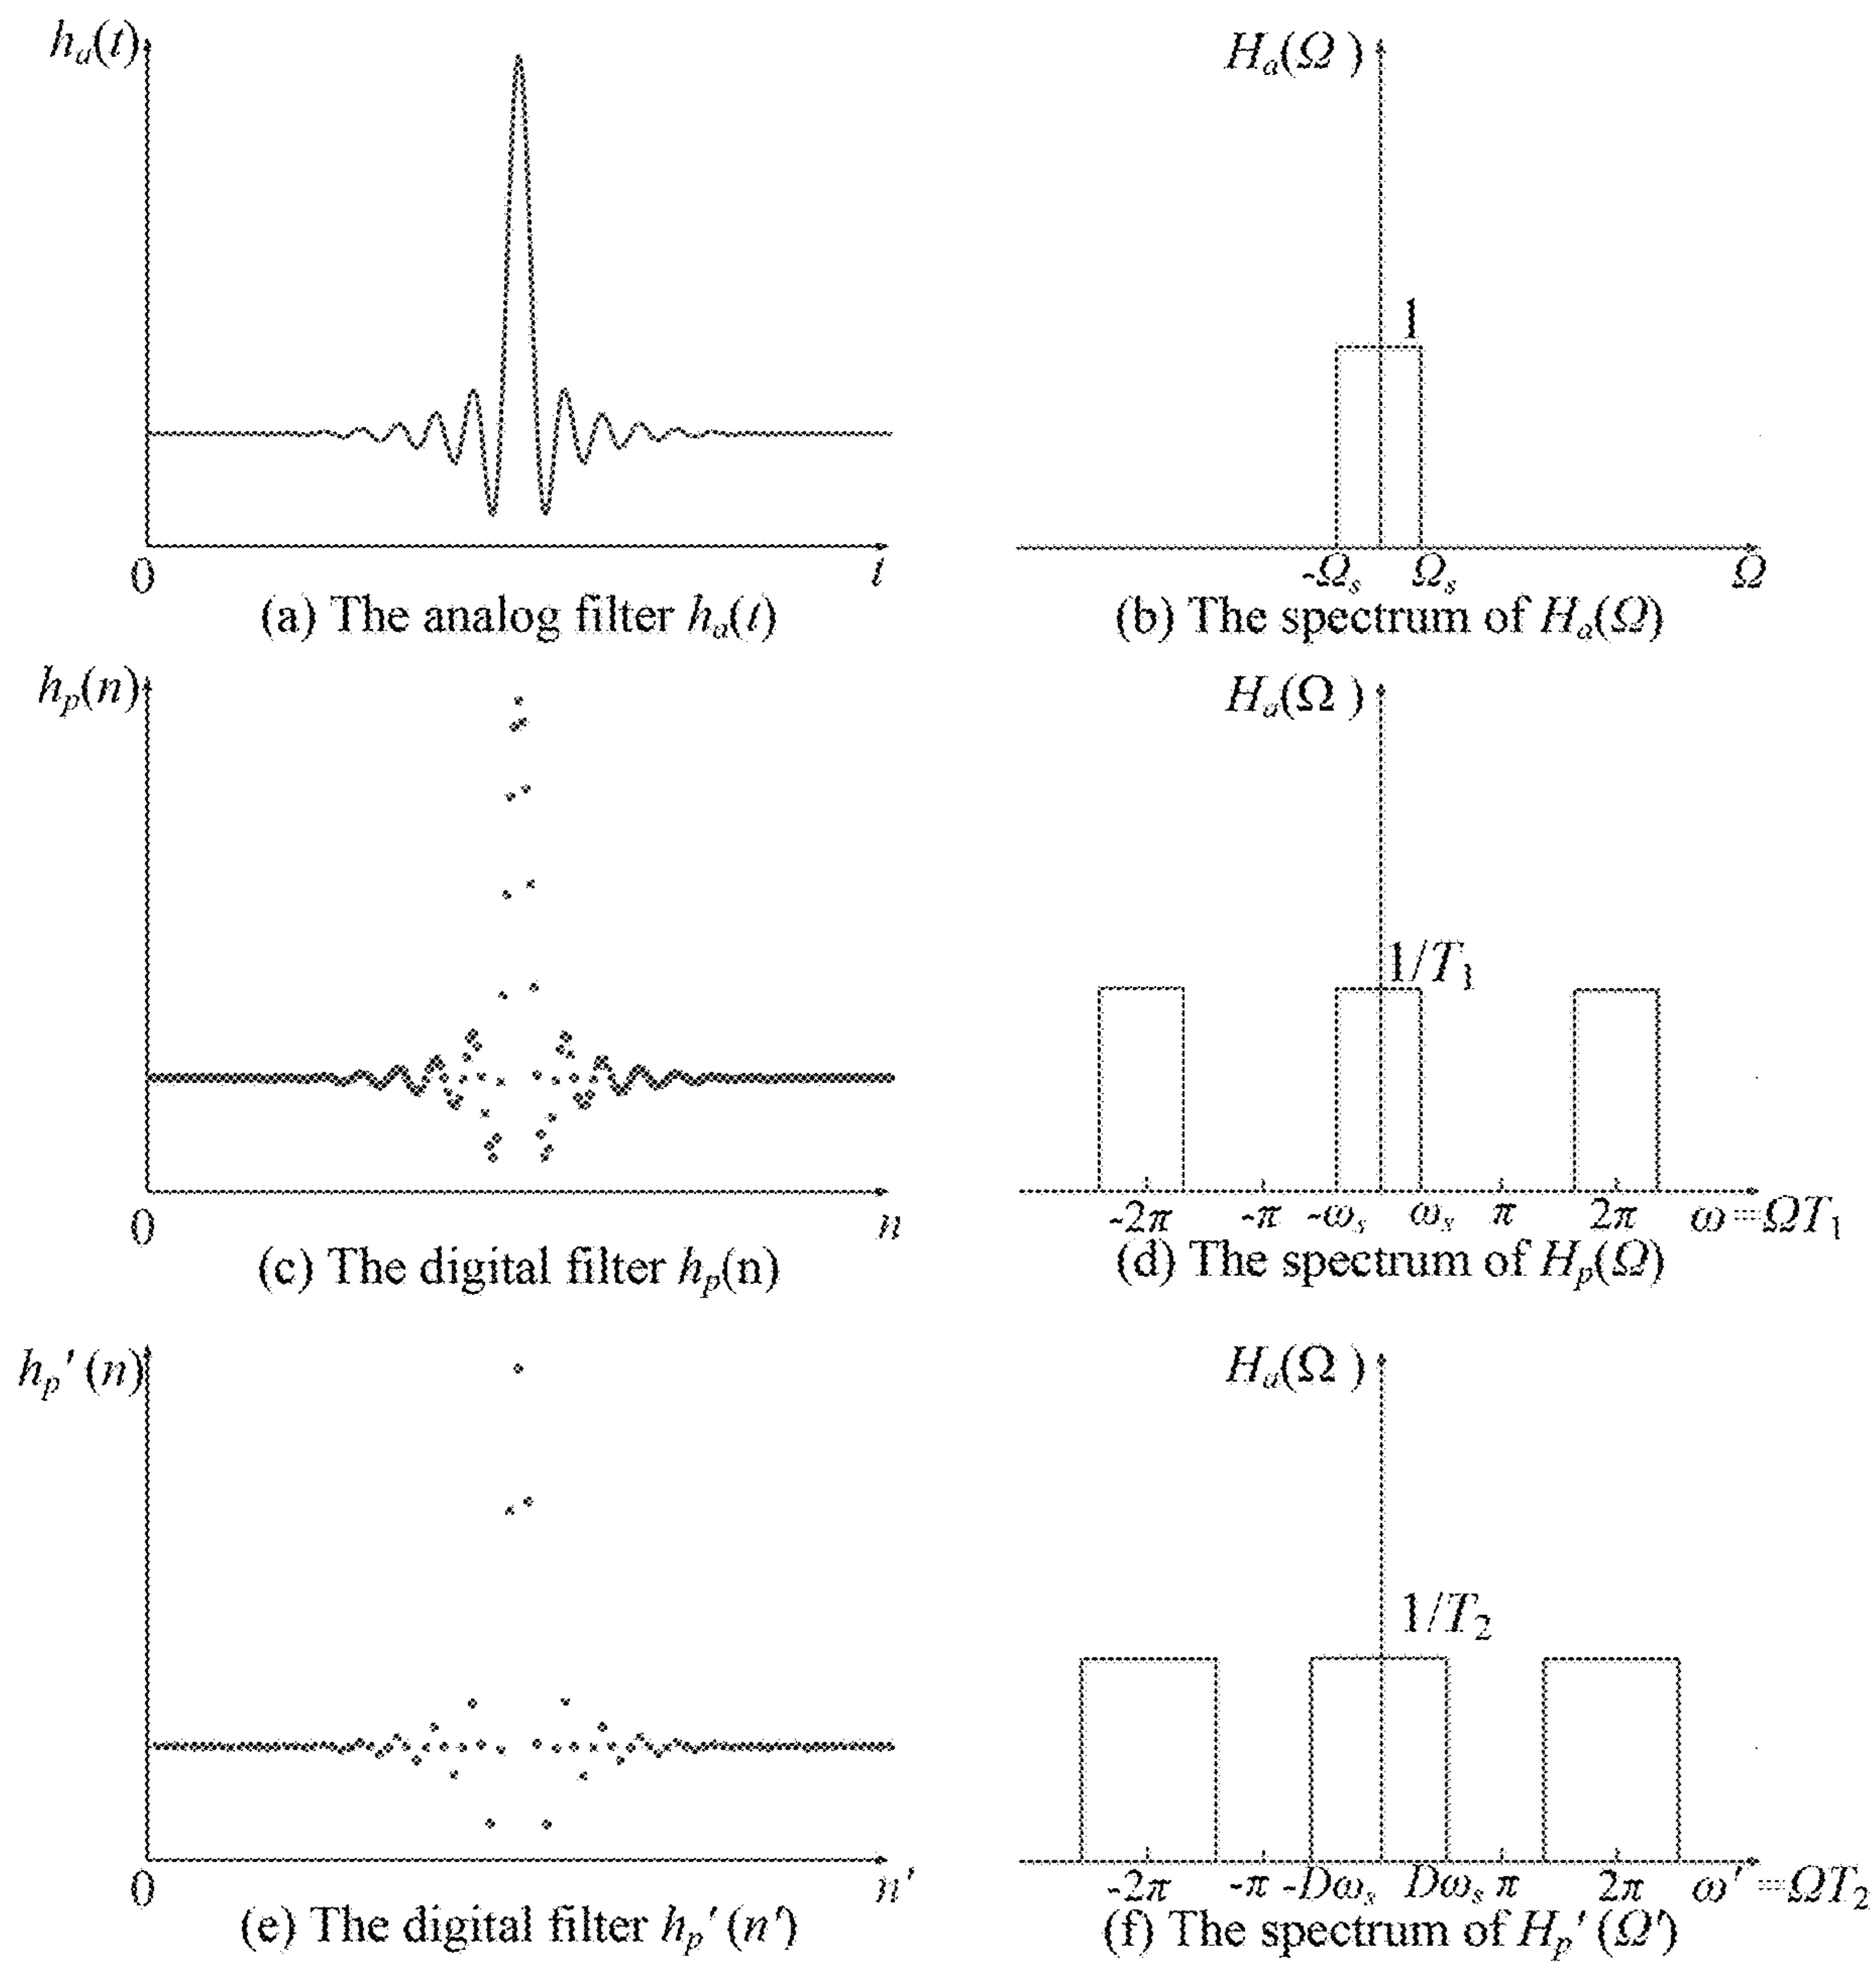 hₐ(t)
Hₐ(Ω )
1
0
t
-Ωₛ
Ωₛ
Ω
(a) The analog filter hₐ(t)
(b) The spectrum of Hₐ(Ω)
hₚ(n)
Hₐ(Ω )
1/T₁
0
n
-2π
-π
-ωₛ
ωₛ
π
2π
ω=ΩT₁
(c) The digital filter hₚ(n)
(d) The spectrum of Hₚ(Ω)
hₚ′(n)
Hₐ(Ω )
1/T₂
0
n′
-2π
-π
-Dωₛ
Dωₛ
π
2π
ω′=ΩT₂
(e) The digital filter hₚ′(n′)
(f) The spectrum of Hₚ′(Ω′)